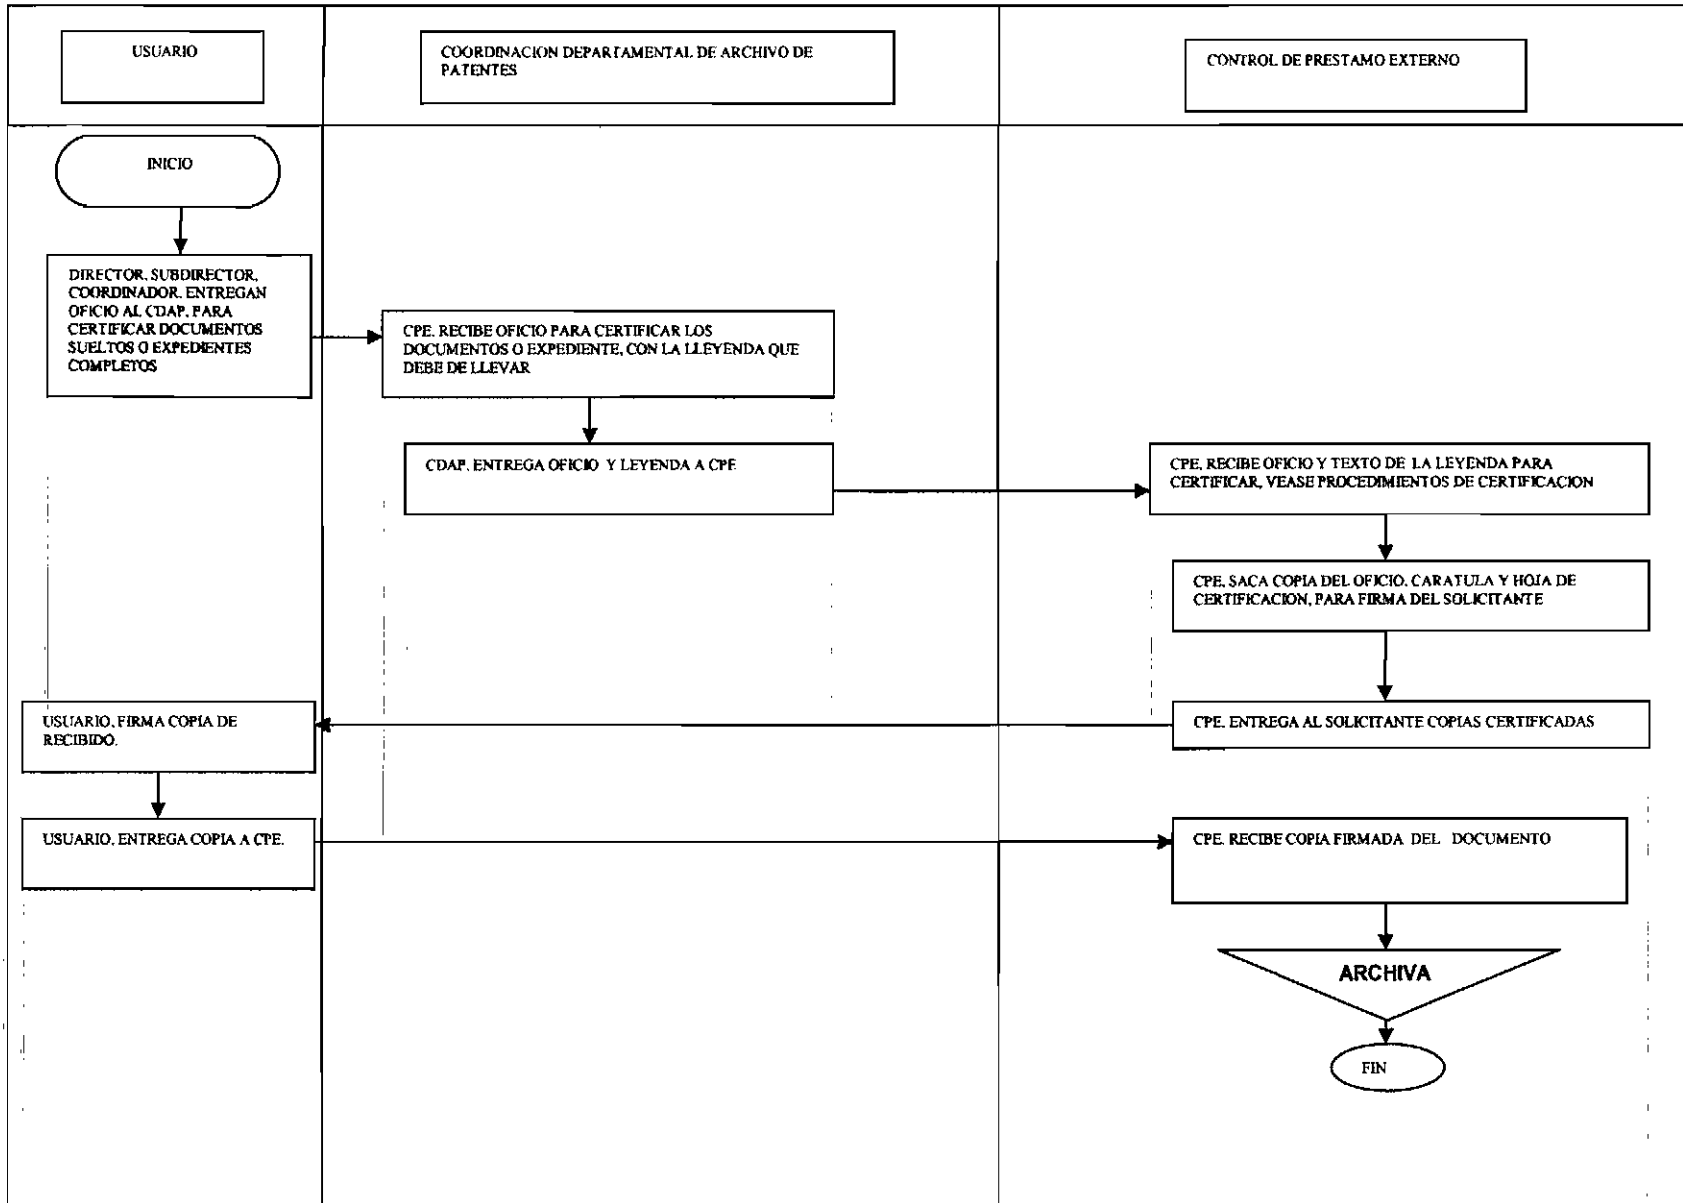 USUARIO
COORDINACION DEPARTAMENTAL DE ARCHIVO DE
PATENTES
CONTROL DE PRESTAMO EXTERNO
INICIO
DIRECTOR, SUBDIRECTOR,
COORDINADOR, ENTREGAN
OFICIO AL CDAP, PARA
CERTIFICAR DOCUMENTOS
SUELTOS O EXPEDIENTES
COMPLETOS
CPE, RECIBE OFICIO PARA CERTIFICAR LOS
DOCUMENTOS O EXPEDIENTE, CON LA LLEYENDA QUE
DEBE DE LLEVAR
CDAP, ENTREGA OFICIO Y LEYENDA A CPE
CPE, RECIBE OFICIO Y TEXTO DE LA LEYENDA PARA
CERTIFICAR, VEASE PROCEDIMIENTOS DE CERTIFICACION
CPE, SACA COPIA DEL OFICIO, CARATULA Y HOJA DE
CERTIFICACION, PARA FIRMA DEL SOLICITANTE
CPE, ENTREGA AL SOLICITANTE COPIAS CERTIFICADAS
USUARIO, FIRMA COPIA DE
RECIBIDO.
USUARIO, ENTREGA COPIA A CPE.
CPE, RECIBE COPIA FIRMADA DEL DOCUMENTO
ARCHIVA
FIN